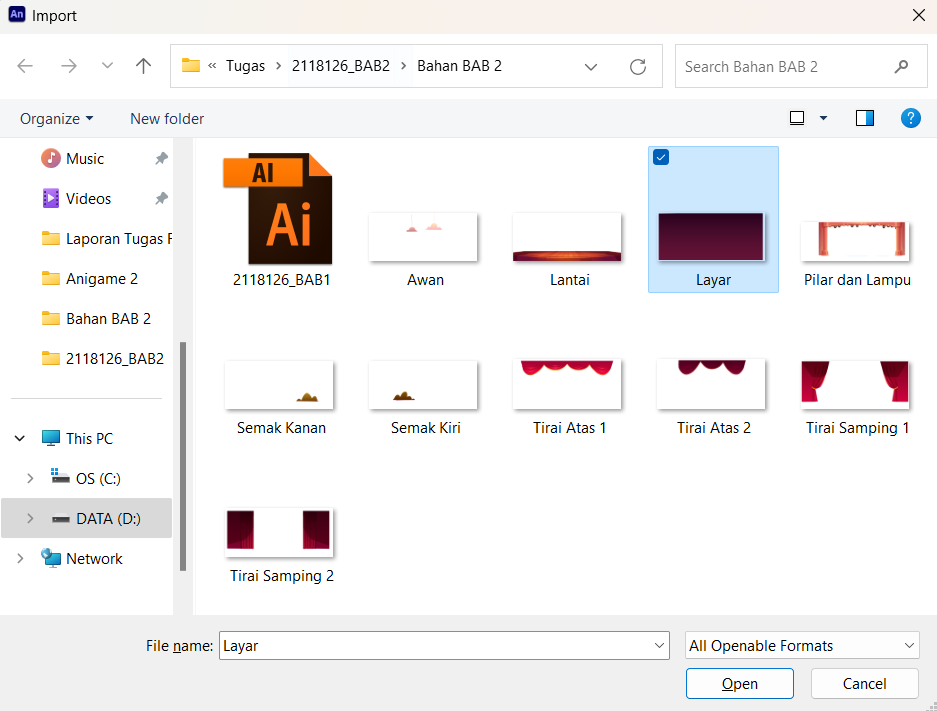 An Import
« Tugas > 2118126_BAB2 > Bahan BAB 2
Search Bahan BAB 2
Organize
New folder
?
Music
Videos
Laporan Tugas
Anigame 2
Bahan BAB 2
2118126_BAB2
This PC
OS (C:)
DATA (D:)
Network
AI
Ai
2118126_BAB1
Awan
Lantai
Layar
Pilar dan Lampu
Semak Kanan
Semak Kiri
Tirai Atas 1
Tirai Atas 2
Tirai Samping 1
Tirai Samping 2
File name: Layar
All Openable Formats
Open
Cancel